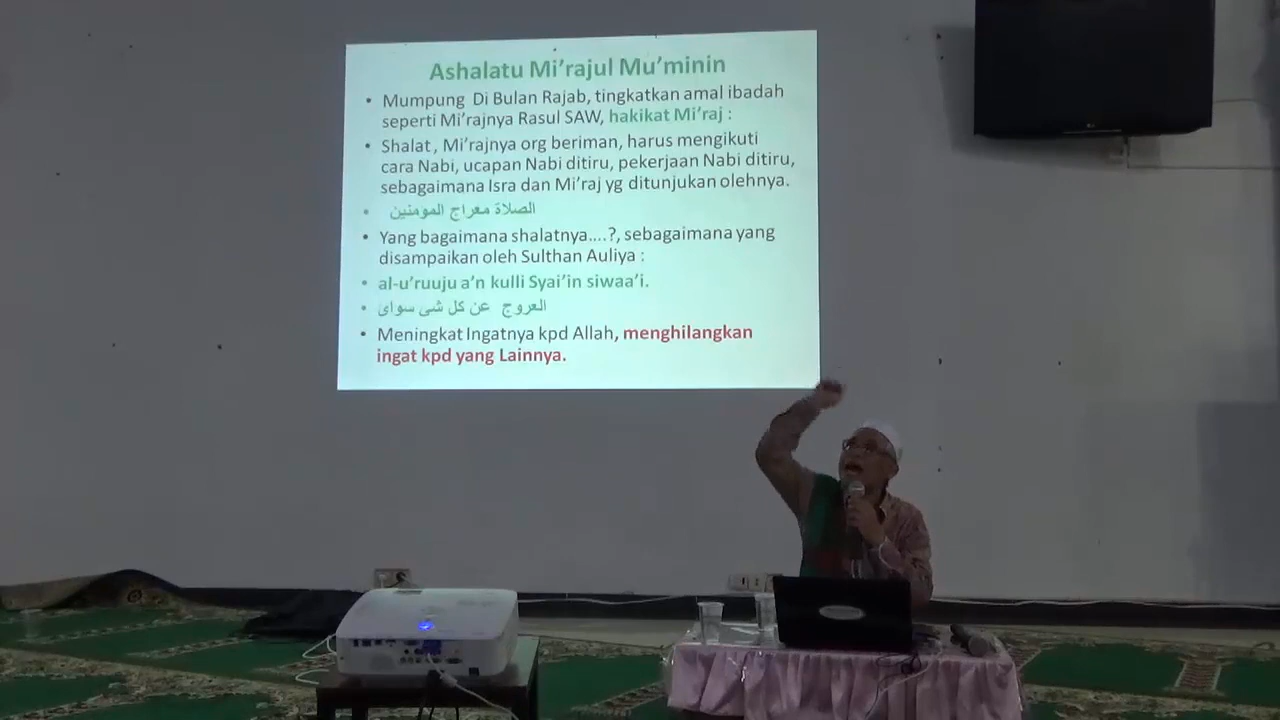 Ashalatu Mi'rajul Mu'minin
• Mumpung Di Bulan Rajab, tingkatkan amal ibadah
seperti Mi'rajnya Rasul SAW, hakikat Mi'raj :
• Shalat , Mi'rajnya org beriman, harus mengikuti
cara Nabi, ucapan Nabi ditiru, pekerjaan Nabi ditiru,
sebagaimana Isra dan Mi'raj yg ditunjukan olehnya.
• الصلاة معراج المومنين
• Yang bagaimana shalatnya....?, sebagaimana yang
disampaikan oleh Sulthan Auliya :
• al-u'ruuju a'n kulli Syai'in siwaa'i.
• العروج عن كل شى سواى
• Meningkat Ingatnya kpd Allah, menghilangkan
ingat kpd yang Lainnya.